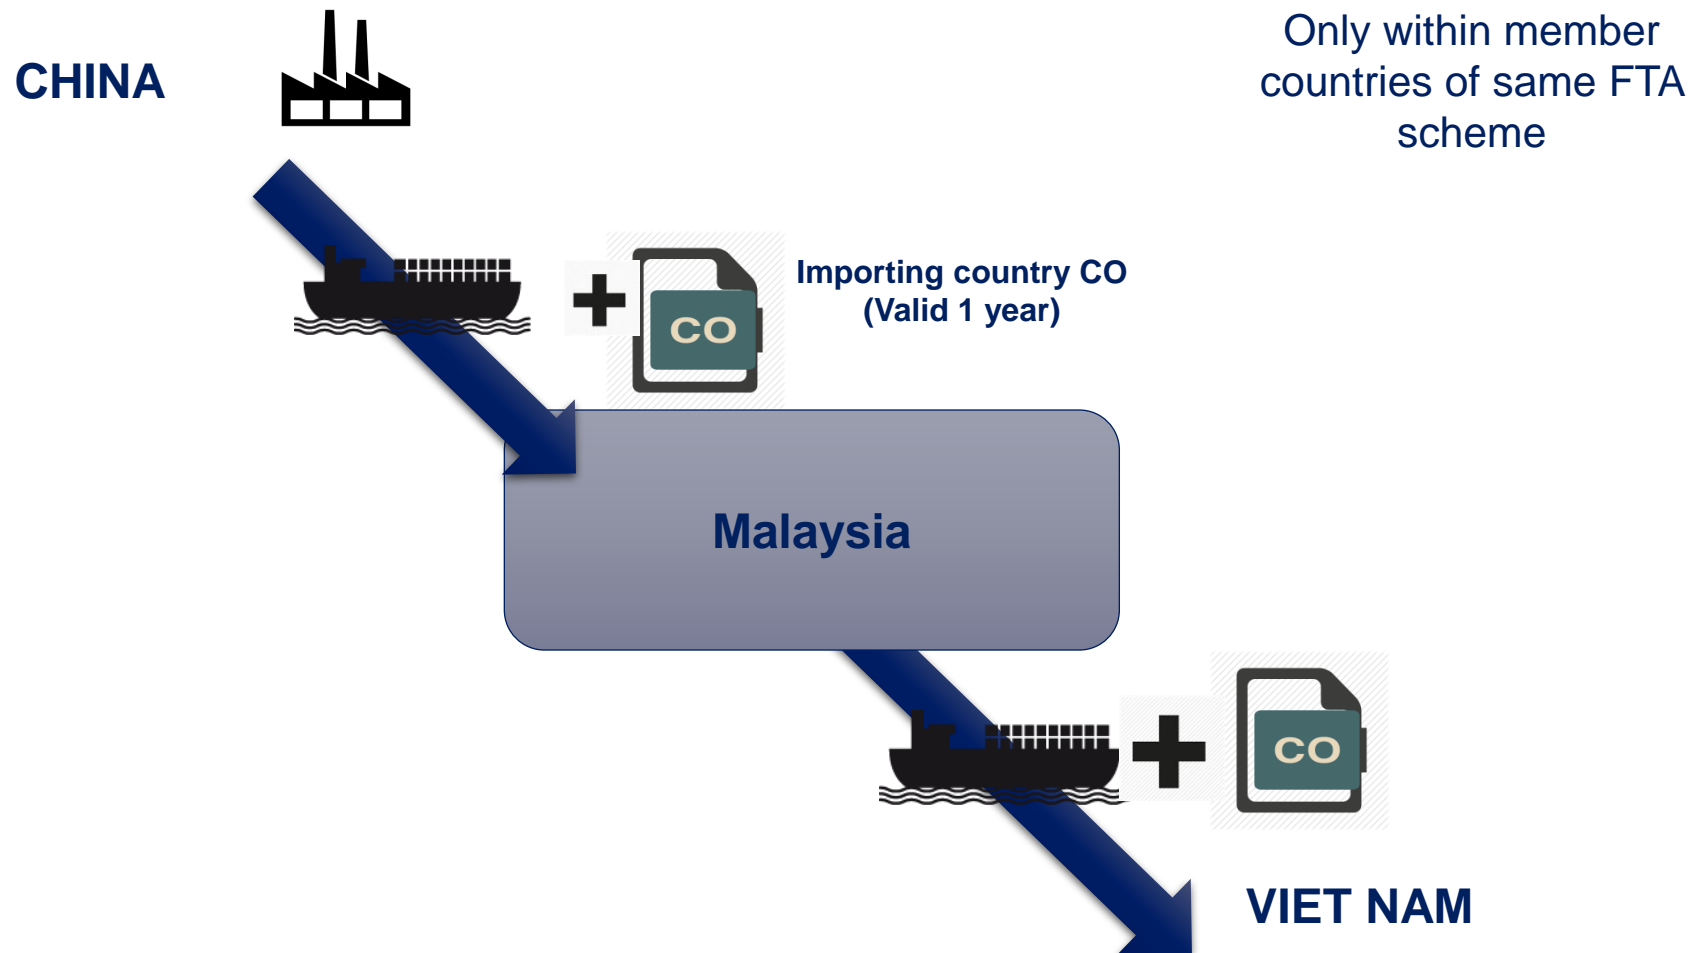 CHINA
Only within member
countries of same FTA
scheme
Importing country CO
(Valid 1 year)
CO
Malaysia
CO
VIET NAM